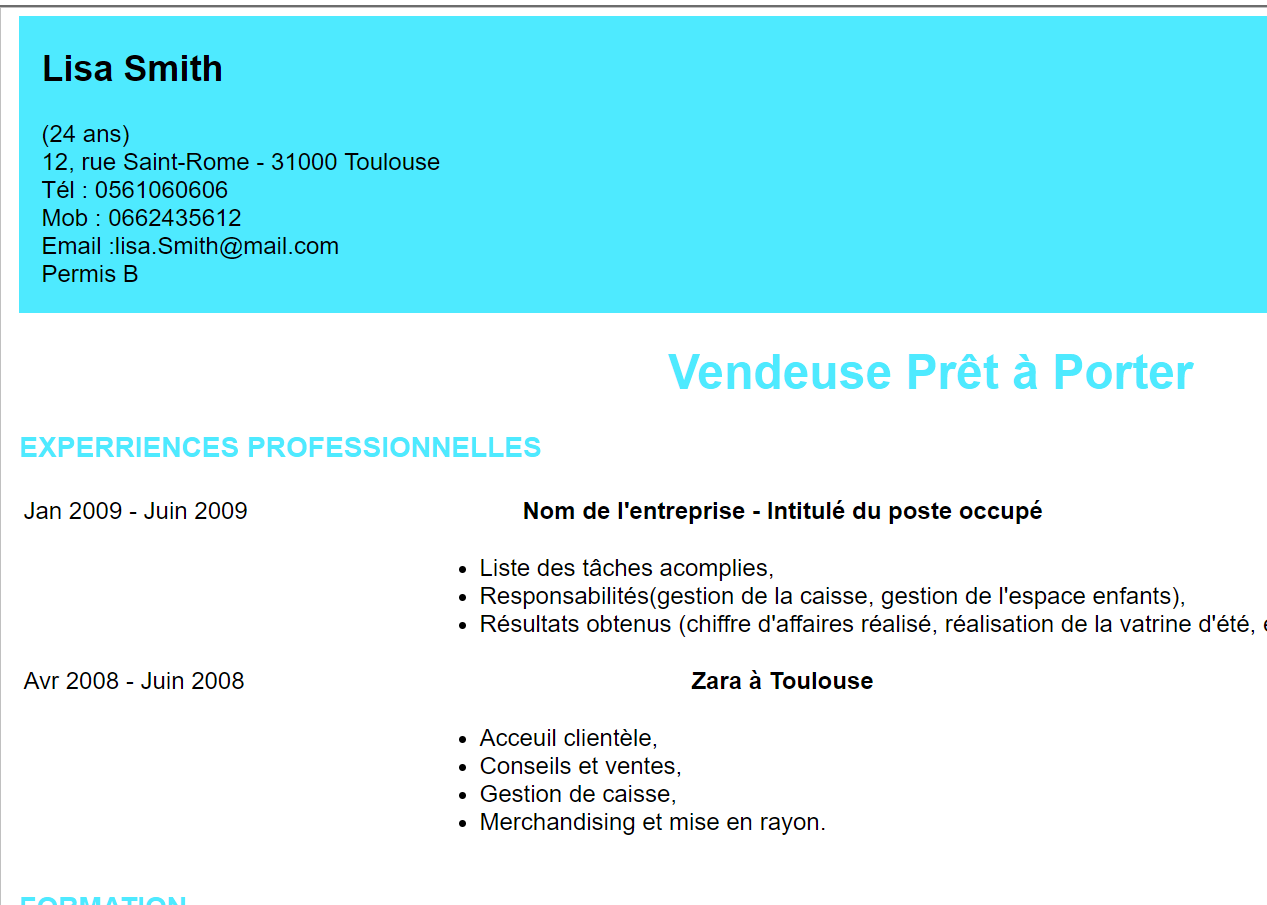 Lisa Smith
(24 ans)
12, rue Saint-Rome - 31000 Toulouse
Tél : 0561060606
Mob : 0662435612
Email :lisa.Smith@mail.com
Permis B
Vendeuse Prêt à Porter
EXPERRIENCES PROFESSIONNELLES
Jan 2009 - Juin 2009 Nom de l'entreprise - Intitulé du poste occupé
• Liste des tâches acomplies,
• Responsabilités(gestion de la caisse, gestion de l'espace enfants),
• Résultats obtenus (chiffre d'affaires réalisé, réalisation de la vatrine d'été,
Avr 2008 - Juin 2008 Zara à Toulouse
• Acceuil clientèle,
• Conseils et ventes,
• Gestion de caisse,
• Merchandising et mise en rayon.
FORMATION